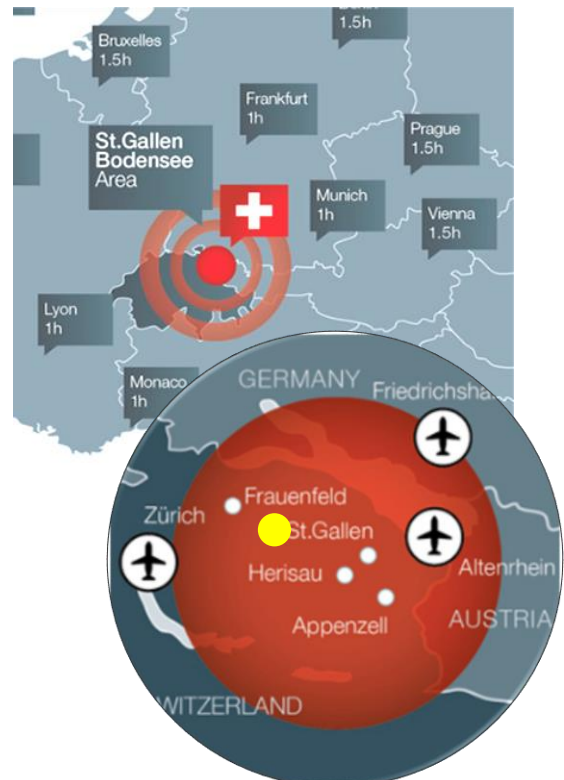 Berlin
1.5h
Bruxelles
1.5h
Frankfurt
1h
St.Gallen
Bodensee
Area
Prague
1.5h
Munich
1h
Vienna
1.5h
Lyon
1h
Monaco
1h
GERMANY
Friedrichsha
Frauenfeld
Zürich
St.Gallen
Herisau
Altenrhein
Appenzell
AUSTRIA
WITZERLAND